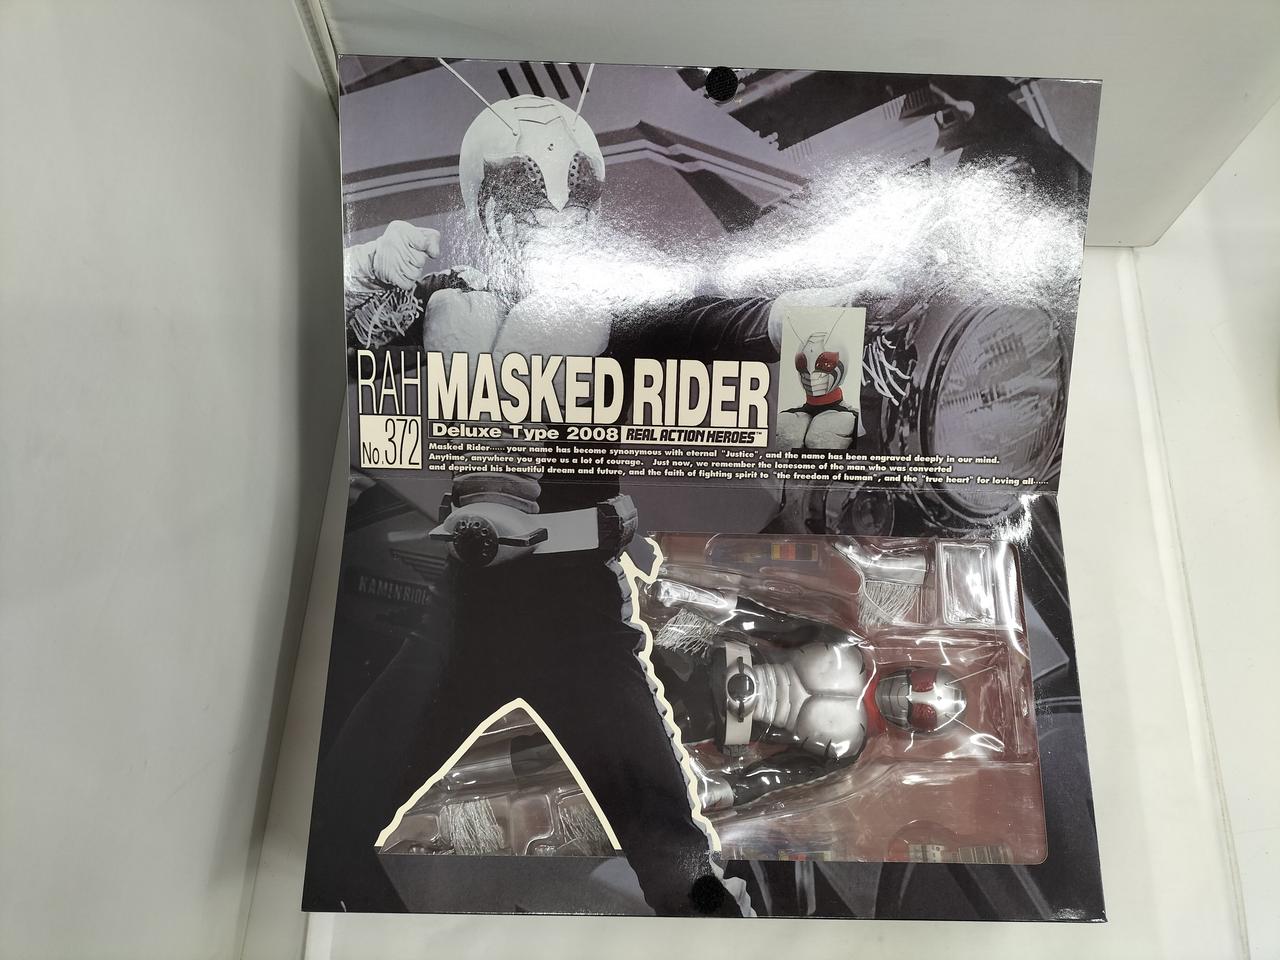 RAH
No.372
MASKED RIDER
Deluxe Type 2008 REAL ACTION HEROES™
Masked Rider······your name has become synonymous with eternal "Justice", and the name has been engraved deeply in our mind.
Anytime, anywhere you gave us a lot of courage. Just now, we remember the lonesome of the man who was converted
and deprived his beautiful dream and future, and the faith of fighting spirit to "the freedom of human", and the "true heart" for loving all······